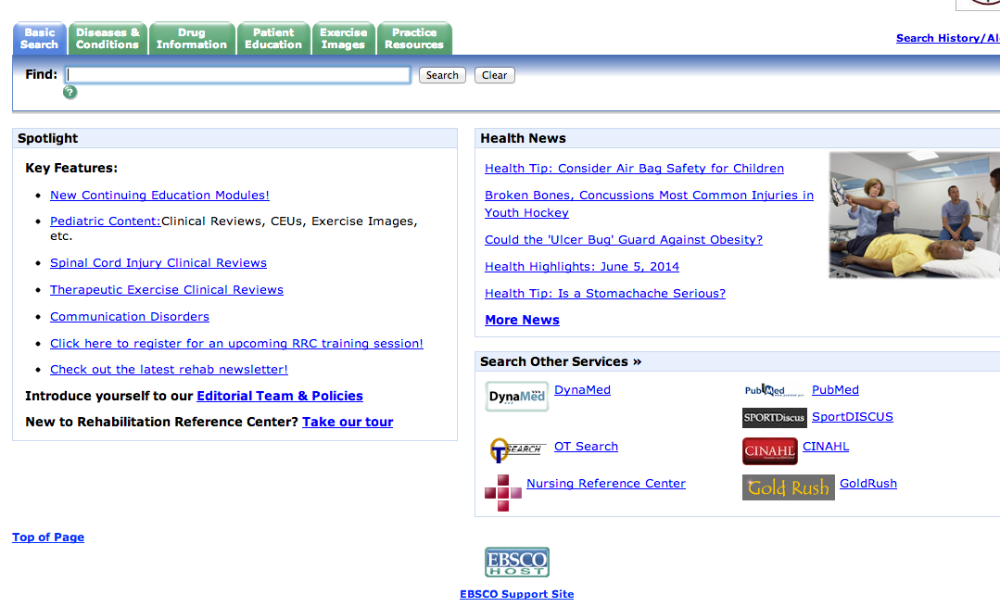 Basic Search
Diseases & Conditions
Drug Information
Patient Education
Exercise Images
Practice Resources
Search History/Al
Find:
Search
Clear
?
Spotlight
Key Features:
New Continuing Education Modules!
Pediatric Content:Clinical Reviews, CEUs, Exercise Images,
etc.
Spinal Cord Injury Clinical Reviews
Therapeutic Exercise Clinical Reviews
Communication Disorders
Click here to register for an upcoming RRC training session!
Check out the latest rehab newsletter!
Introduce yourself to our Editorial Team & Policies
New to Rehabilitation Reference Center? Take our tour
Health News
Health Tip: Consider Air Bag Safety for Children
Broken Bones, Concussions Most Common Injuries in
Youth Hockey
Could the 'Ulcer Bug' Guard Against Obesity?
Health Highlights: June 5, 2014
Health Tip: Is a Stomachache Serious?
More News
Search Other Services »
DynaMed DynaMed
PubMed PubMed
SPORTDiscus SportDISCUS
OT SEARCH OT Search
CINAHL CINAHL
Nursing Reference Center
Gold Rush GoldRush
Top of Page
EBSCO
HOST
EBSCO Support Site